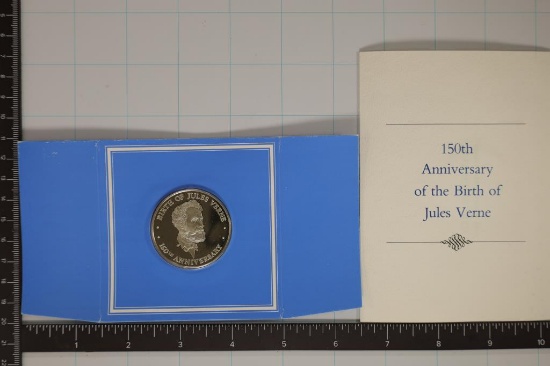 BIRTH OF JULES VERNE
150TH ANNIVERSARY
150th
Anniversary
of the Birth of
Jules Verne
1 2 3 4 5 6 7 8 9 10